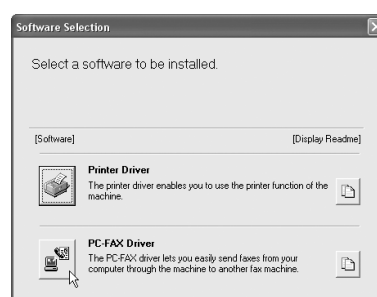 Software Selection
Select a software to be installed.
[Software] [Display Readme]
Printer Driver
The printer driver enables you to use the printer function of the
machine.
PC-FAX Driver
The PC-FAX driver lets you easily send faxes from your
computer through the machine to another fax machine.